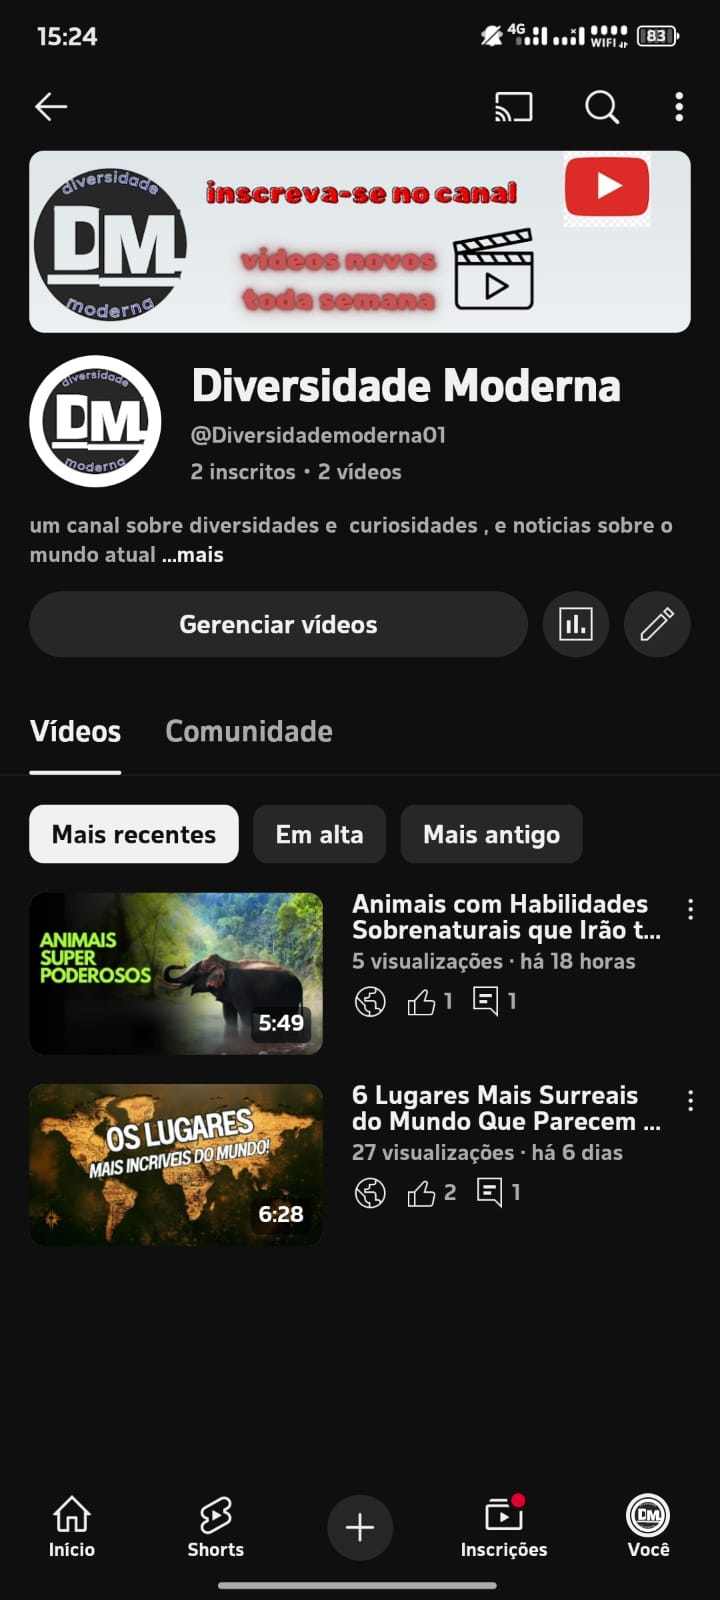 15:24
4G
WIFI
83
diversidade
DM
moderna
inscreva-se no canal
videos novos
toda semana
diversidade
DM
moderna
Diversidade Moderna
@Diversidademoderna01
2 inscritos • 2 vídeos
um canal sobre diversidades e  curiosidades , e noticias sobre o
mundo atual ...mais
Gerenciar vídeos
Vídeos
Comunidade
Mais recentes
Em alta
Mais antigo
ANIMAIS
SUPER
PODEROSOS
5:49
Animais com Habilidades
Sobrenaturais que Irão t...
5 visualizações · há 18 horas
1
1
OS LUGARES
MAIS INCRIVEIS DO MUNDO!
6:28
6 Lugares Mais Surreais
do Mundo Que Parecem ...
27 visualizações · há 6 dias
2
1
Início
Shorts
Inscrições
DM
Você